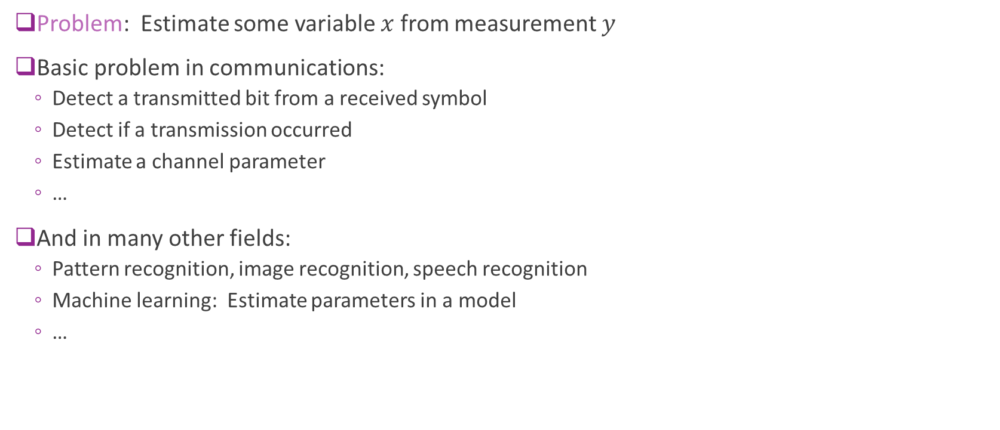 ❑Problem: Estimate some variable x from measurement y
❑Basic problem in communications:
◦ Detect a transmitted bit from a received symbol
◦ Detect if a transmission occurred
◦ Estimate a channel parameter
◦ …
❑And in many other fields:
◦ Pattern recognition, image recognition, speech recognition
◦ Machine learning: Estimate parameters in a model
◦ …